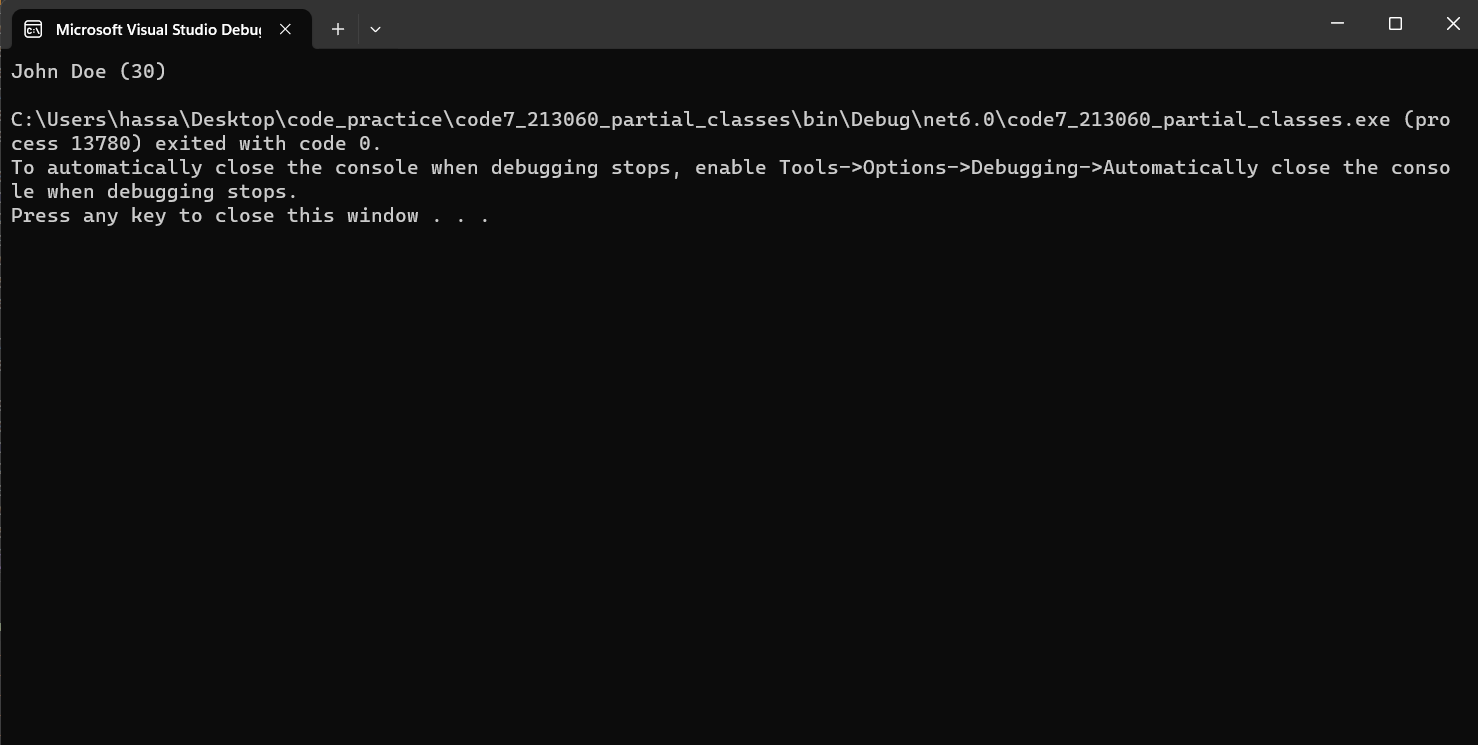 Microsoft Visual Studio Debug
John Doe (30)
C:\Users\hassa\Desktop\code_practice\code7_213060_partial_classes\bin\Debug\net6.0\code7_213060_partial_classes.exe (pro
cess 13780) exited with code 0.
To automatically close the console when debugging stops, enable Tools->Options->Debugging->Automatically close the conso
le when debugging stops.
Press any key to close this window . . .